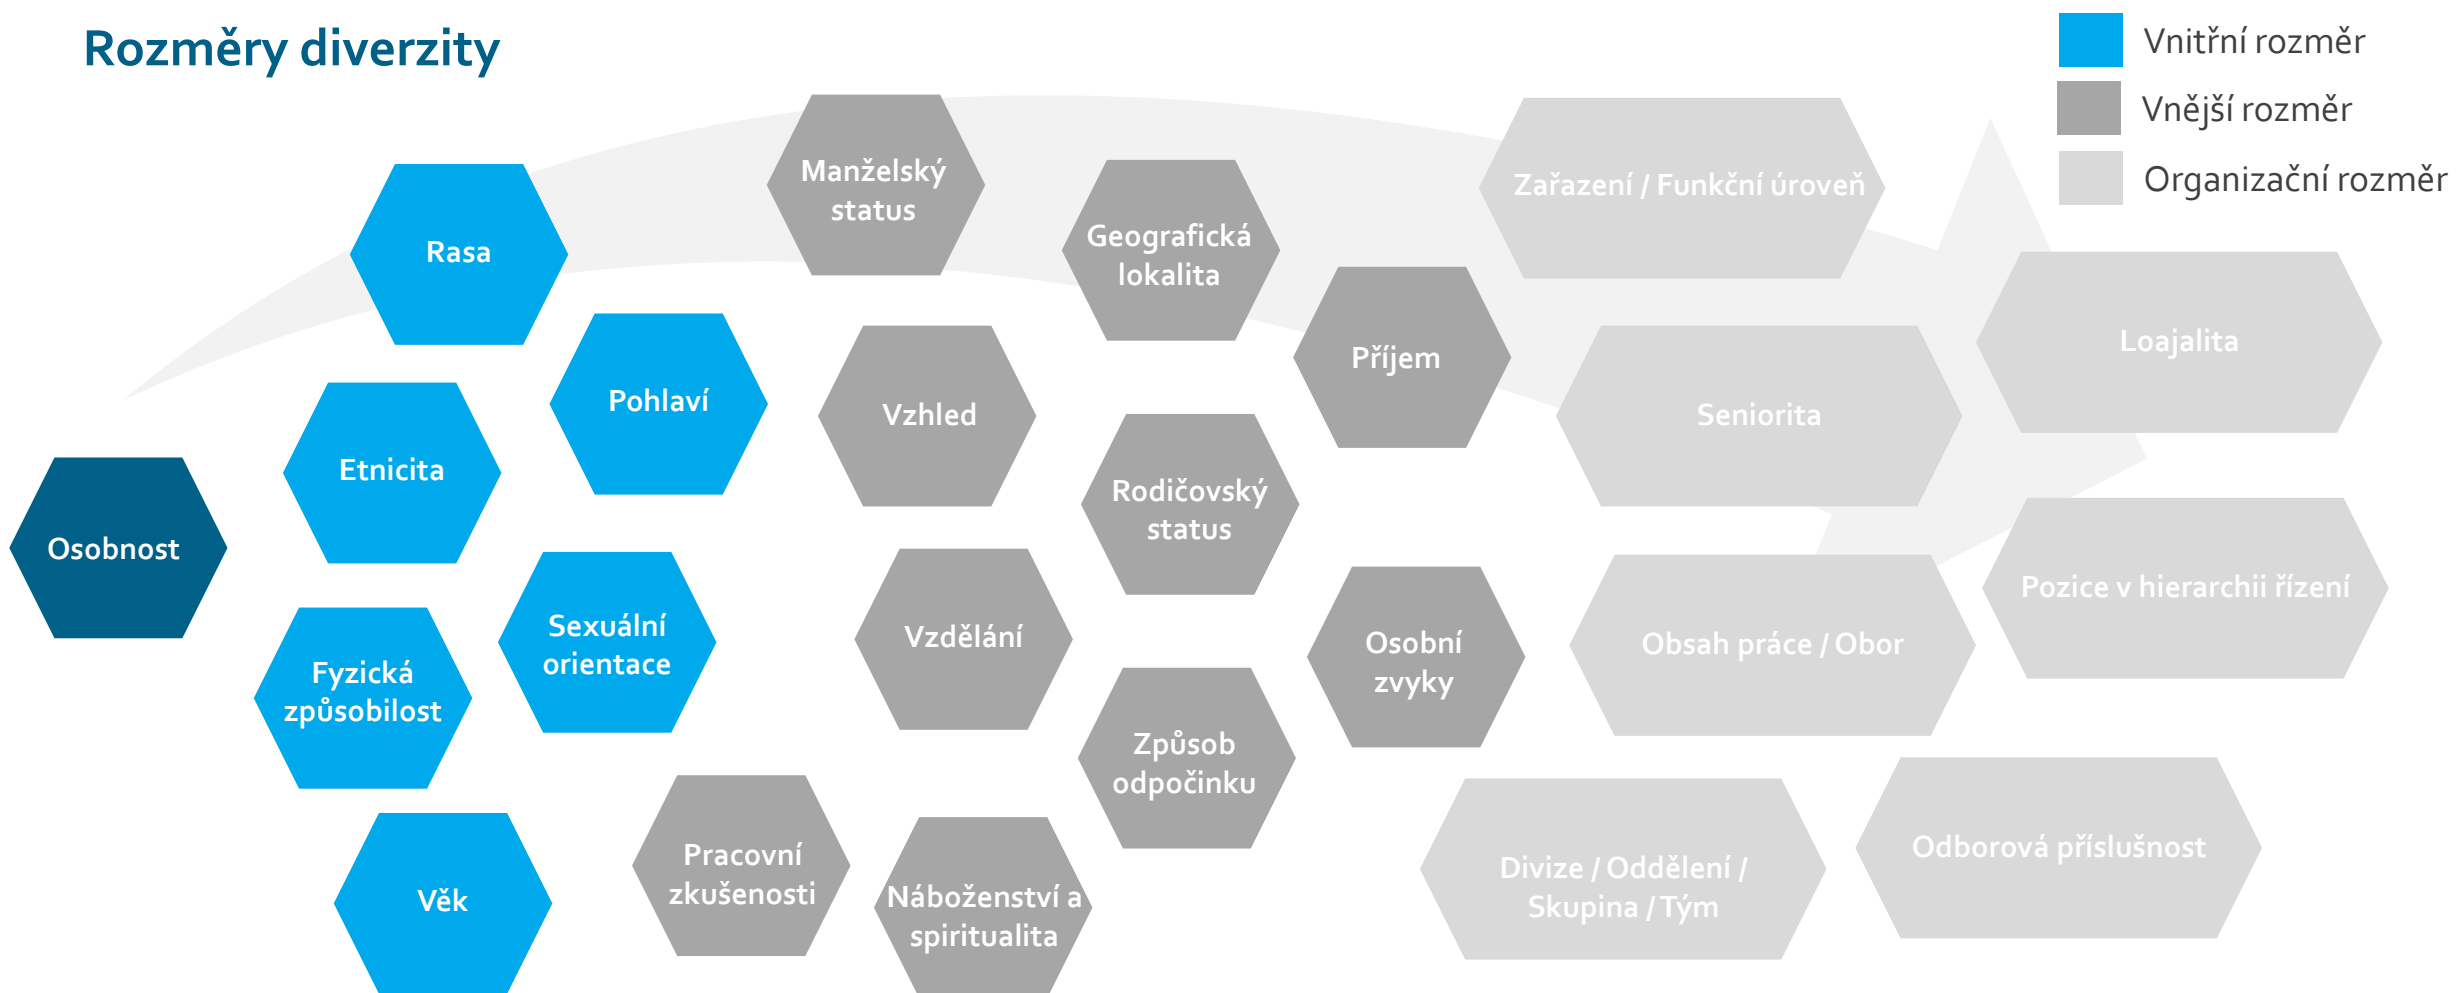 Rozměry diverzity
Vnitřní rozměr
Vnější rozměr
Organizační rozměr
Osobnost
Rasa
Etnicita
Fyzická
způsobilost
Věk
Pohlaví
Sexuální
orientace
Manželský
status
Vzhled
Vzdělání
Pracovní
zkušenosti
Náboženství a
spiritualita
Geografická
lokalita
Rodičovský
status
Způsob
odpočinku
Příjem
Osobní
zvyky
Zařazení / Funkční úroveň
Seniorita
Obsah práce / Obor
Divize / Oddělení /
Skupina / Tým
Loajalita
Pozice v hierarchii řízení
Odborová příslušnost